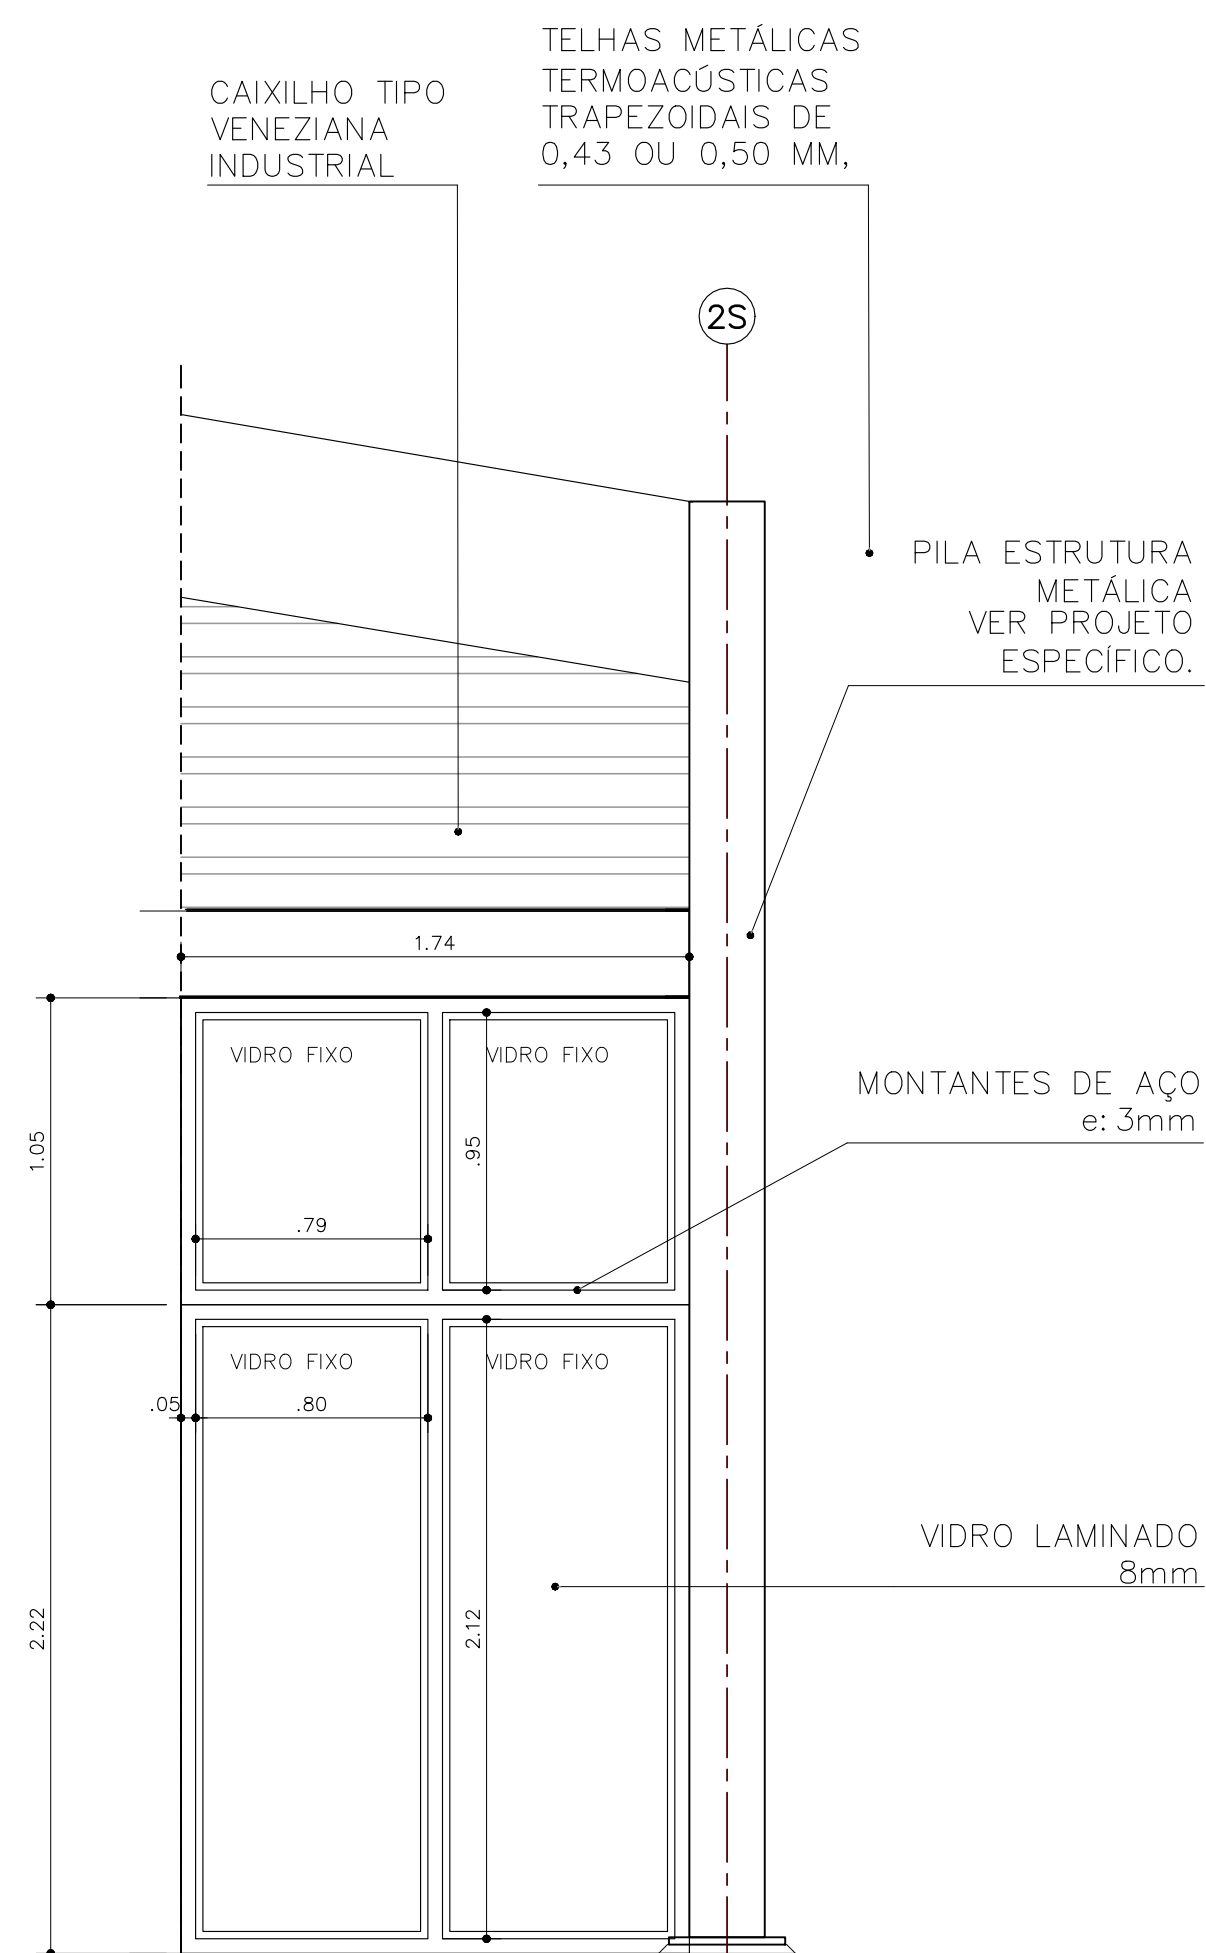 TELHAS METÁLICAS
TERMOACÚSTICAS
TRAPEZOIDAIS DE
0,43 OU 0,50 MM,
CAIXILHO TIPO
VENEZIANA
INDUSTRIAL
2S
PILA ESTRUTURA
METÁLICA
VER PROJETO
ESPECÍFICO.
1.74
VIDRO FIXO
VIDRO FIXO
MONTANTES DE AÇO
e: 3mm
1.05
.95
.79
VIDRO FIXO
VIDRO FIXO
.05
.80
VIDRO LAMINADO
8mm
2.22
2.12